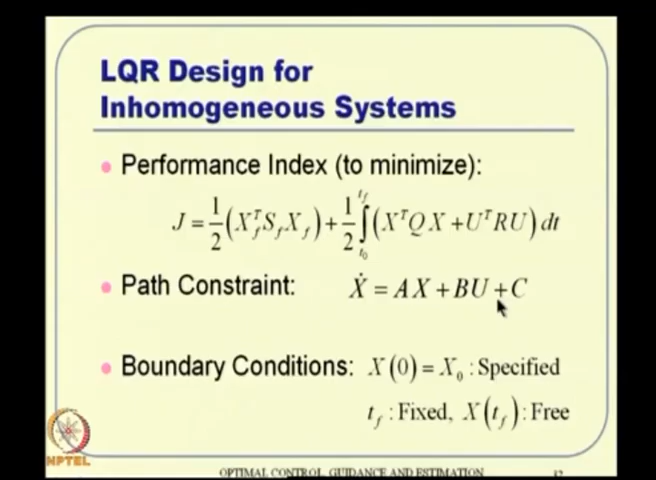 LQR Design for
Inhomogeneous Systems
• Performance Index (to minimize):
J = 1/2 (X_f^T S_f X_f) + 1/2 ∫_{t_0}^{t_f} (X^T Q X + U^T R U) dt
• Path Constraint: Ẋ = AX + BU + C
• Boundary Conditions: X(0) = X_0 : Specified
t_f : Fixed, X(t_f) : Free
NPTEL
OPTIMAL CONTROL, GUIDANCE AND ESTIMATION